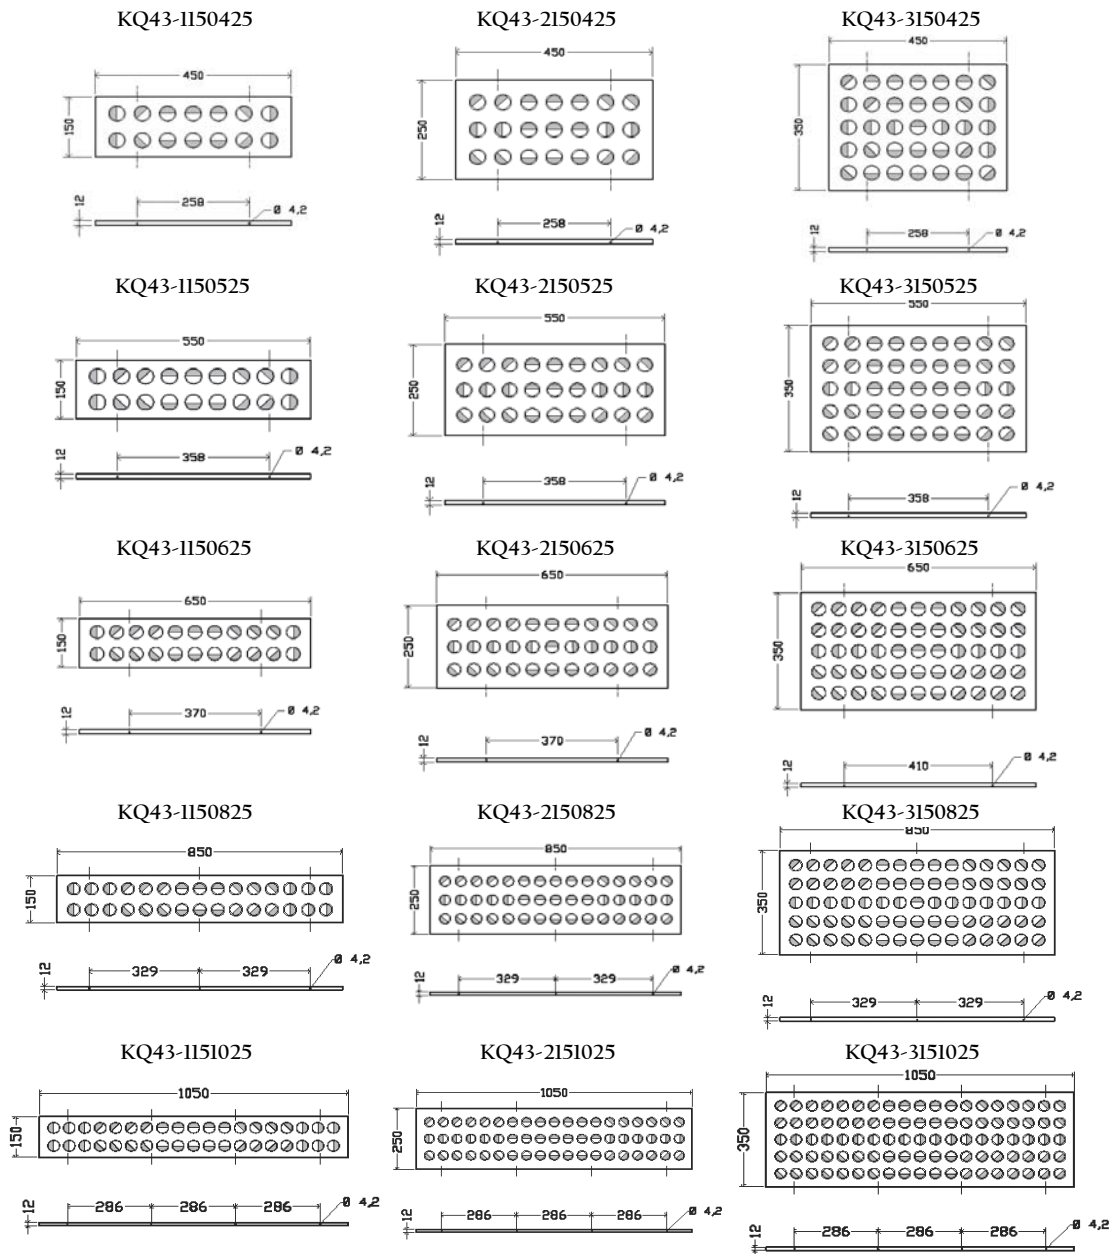 KQ43-1150425 KQ43-2150425 KQ43-3150425
450 450 450
150 250 350
12 258 Ø 4,2 12 258 Ø 4,2 12 258 Ø 4,2
KQ43-1150525 KQ43-2150525 KQ43-3150525
550 550 550
150 250 350
12 358 Ø 4,2 12 358 Ø 4,2 12 358 Ø 4,2
KQ43-1150625 KQ43-2150625 KQ43-3150625
650 650 650
150 250 350
12 370 Ø 4,2 12 370 Ø 4,2 12 410 Ø 4,2
KQ43-1150825 KQ43-2150825 KQ43-3150825
850 850 850
150 250 350
12 329 329 Ø 4,2 12 329 329 Ø 4,2 12 329 329 Ø 4,2
KQ43-1151025 KQ43-2151025 KQ43-3151025
1050 1050 1050
150 250 350
12 286 286 286 Ø 4,2 12 286 286 286 Ø 4,2 12 286 286 286 Ø 4,2